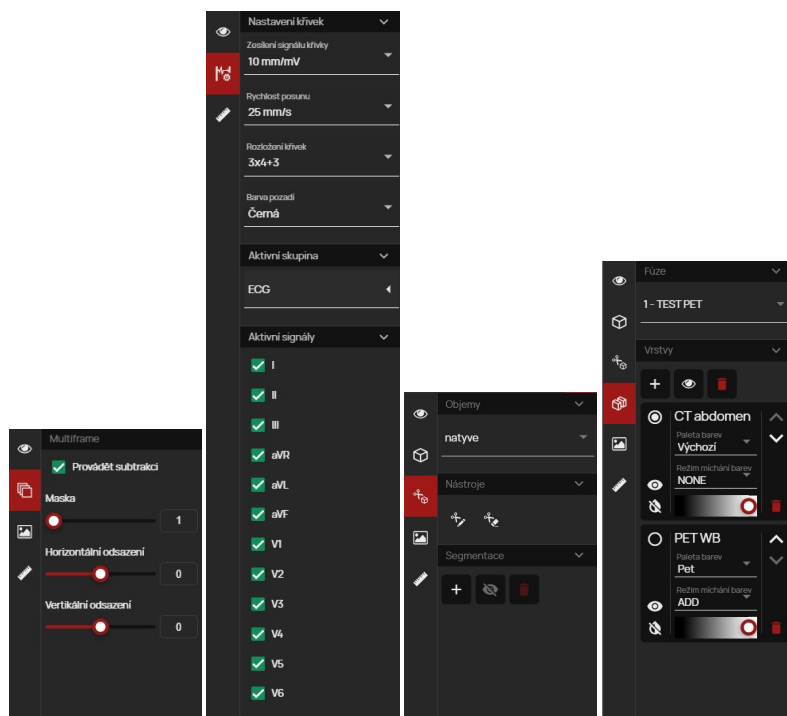 Multiframe
Provádět subtrakci
Maska
1
Horizontální odsazení
0
Vertikální odsazení
0
Nastavení křivek
Zesílení signálu křivky
10 mm/mV
Rychlost posunu
25 mm/s
Rozložení křivek
3x4+3
Barva pozadí
Černá
Aktivní skupina
ECG
Aktivní signály
I
II
III
aVR
aVL
aVF
V1
V2
V3
V4
V5
V6
Objemy
natyve
Nástroje
Segmentace
Fúze
1 - TEST PET
Vrstvy
CT abdomen
Paleta barev
Výchozí
Režim míchání barev
NONE
PET WB
Paleta barev
Pet
Režim míchání barev
ADD